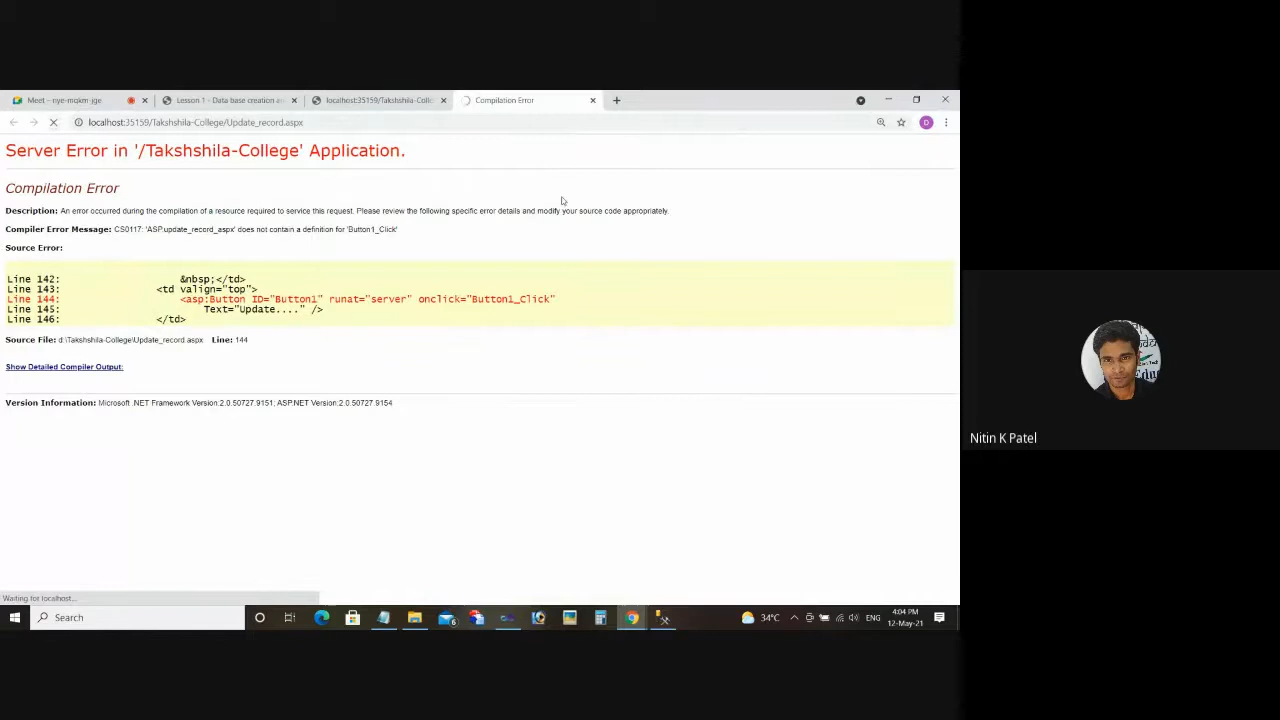 Meet – nye-mqkm-jge
Lesson 1 - Data base creation an
localhost:35159/Takshshila-Colle
Compilation Error
localhost:35159/Takshshila-College/Update_record.aspx
D
Server Error in '/Takshshila-College' Application.
Compilation Error
Description: An error occurred during the compilation of a resource required to service this request. Please review the following specific error details and modify your source code appropriately.
Compiler Error Message: CS0117: 'ASP.update_record_aspx' does not contain a definition for 'Button1_Click'
Source Error:
Line 142: &nbsp;</td>
Line 143: <td valign="top">
Line 144: <asp:Button ID="Button1" runat="server" onclick="Button1_Click"
Line 145: Text="Update...." />
Line 146: </td>
Source File: d:\Takshshila-College\Update_record.aspx Line: 144
Show Detailed Compiler Output:
Version Information: Microsoft .NET Framework Version:2.0.50727.9151; ASP.NET Version:2.0.50727.9154
Nitin K Patel
Waiting for localhost...
Search
6
34°C
ENG
4:04 PM
12-May-21